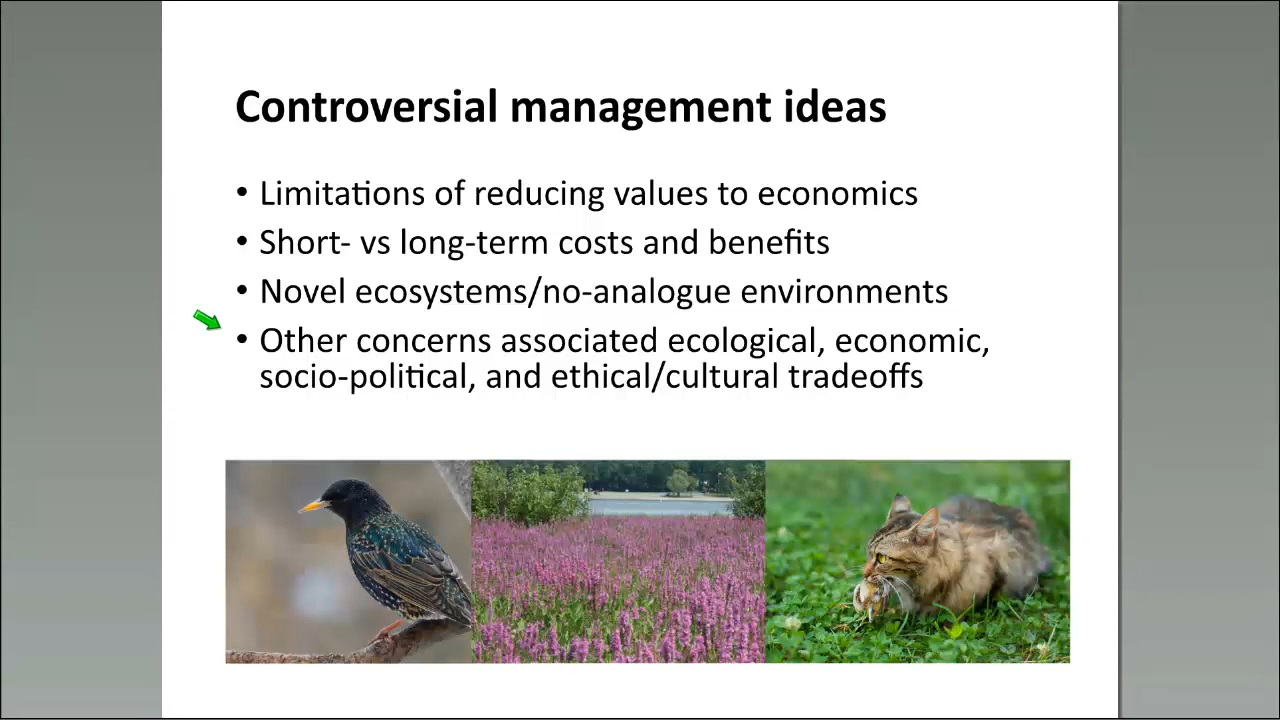 Controversial management ideas
• Limitations of reducing values to economics
• Short- vs long-term costs and benefits
• Novel ecosystems/no-analogue environments
• Other concerns associated ecological, economic,
socio-political, and ethical/cultural tradeoffs